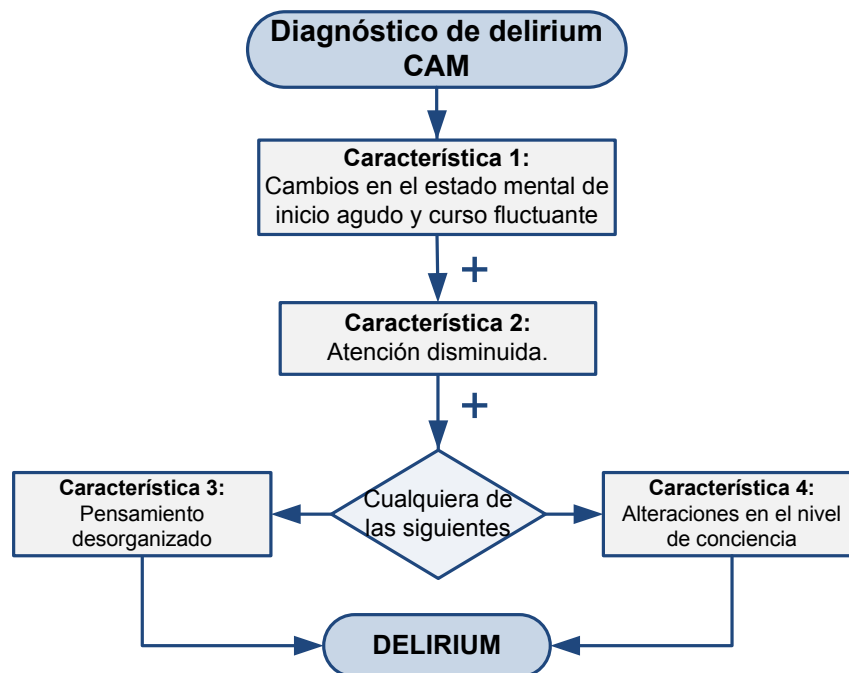 Diagnóstico de delirium
CAM
Característica 1:
Cambios en el estado mental de
inicio agudo y curso fluctuante
+
Característica 2:
Atención disminuida.
+
Cualquiera de
las siguientes
Característica 3:
Pensamiento
desorganizado
Característica 4:
Alteraciones en el nivel
de conciencia
DELIRIUM